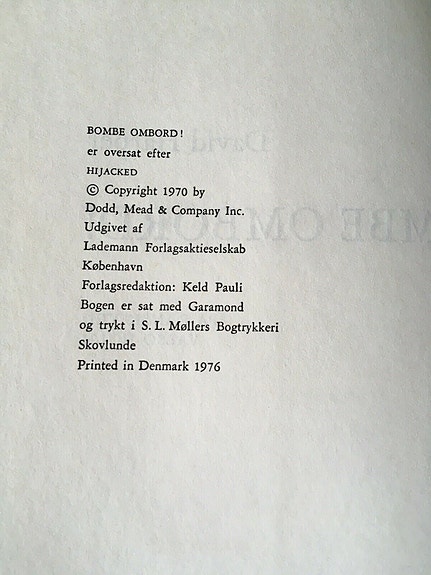 BOMBE OMBORD!
er oversat efter
HIJACKED
© Copyright 1970 by
Dodd, Mead & Company Inc.
Udgivet af
Lademann Forlagsaktieselskab
København
Forlagsredaktion: Keld Pauli
Bogen er sat med Garamond
og trykt i S. L. Møllers Bogtrykkeri
Skovlunde
Printed in Denmark 1976